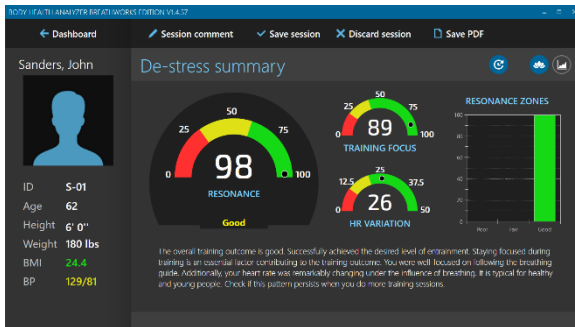 BODY HEALTH ANALYZER BREATHWORKS EDITION V1.4.57
Dashboard
Session comment
Save session
Discard session
Save PDF
Sanders, John
De-stress summary
ID S-01
Age 62
Height 6' 0"
Weight 180 lbs
BMI 24.4
BP 129/81
0
25
50
75
100
98
RESONANCE
Good
0
25
50
75
100
89
TRAINING FOCUS
0
12.5
25
37.5
50
26
HR VARIATION
RESONANCE ZONES
100
80
60
40
20
0
Poor
Fair
Good
The overall training outcome is good. Successfully achieved the desired level of entrainment. Staying focused during
training is an essential factor contributing to the training outcome. You were well-focused on following the breathing
guide. Additionally, your heart rate was remarkably changing under the influence of breathing. It is typical for healthy
and young people. Check if this pattern persists when you do more training sessions.